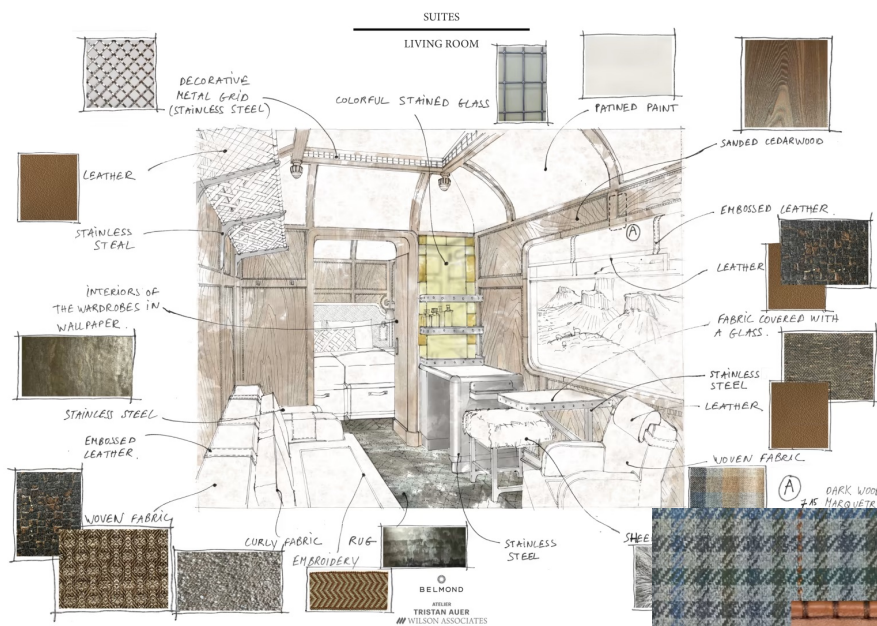 SUITES
LIVING ROOM
DECORATIVE
METAL GRID
(STAINLESS STEEL)
COLORFUL STAINED GLASS
PATINED PAINT
SANDED CEDARWOOD
LEATHER
STAINLESS
STEAL
EMBOSSED LEATHER.
LEATHER
A
INTERIORS OF
THE WARDROBES IN
WALLPAPER.
FABRIC COVERED WITH
A GLASS.
STAINLESS
STEEL
LEATHER
STAINLESS STEEL
EMBOSSED
LEATHER.
WOVEN FABRIC
A
DARK WOOD
MARQUETR
WOVEN FABRIC
CURLY FABRIC
EMBROIDERY
RUG
STAINLESS
STEEL
SHEE
BELMOND
ATELIER
TRISTAN AUER
WILSON ASSOCIATES